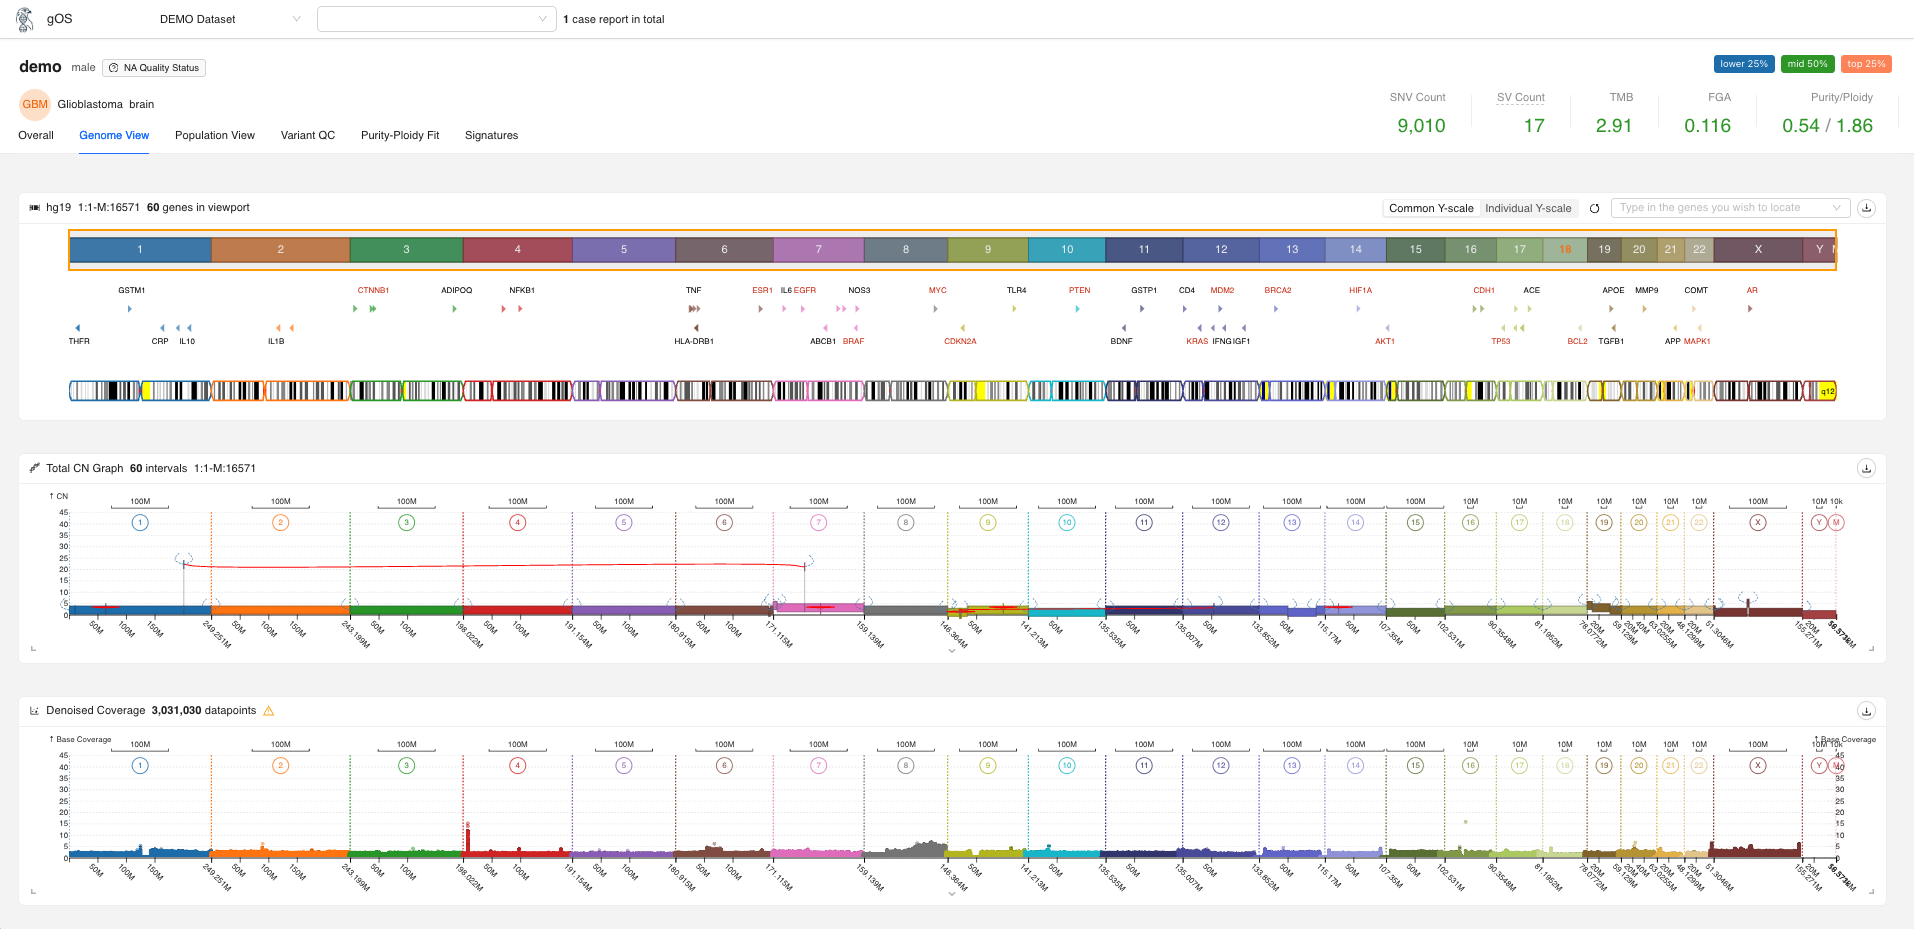 gOS DEMO Dataset 1 case report in total
demo male NA Quality Status lower 25% mid 50% top 25%
GBM Glioblastoma brain
SNV Count SV Count TMB FGA Purity/Ploidy
9,010 17 2.91 0.116 0.54 / 1.86
Overall Genome View Population View Variant QC Purity-Ploidy Fit Signatures
hg19 1:1-M:16571 60 genes in viewport Common Y-scale Individual Y-scale Type in the genes you wish to locate
1 2 3 4 5 6 7 8 9 10 11 12 13 14 15 16 17 18 19 20 21 22 X Y
GSTM1 CTNNB1 ADIPOQ NFKB1 TNF ESR1 IL6 EGFR NOS3 MYC TLR4 PTEN GSTP1 CD4 MDM2 BRCA2 HIF1A CDH1 ACE APOE MMP9 COMT AR
THFR CRP IL10 IL1B HLA-DRB1 ABCB1 BRAF CDKN2A BDNF KRAS IFNG IGF1 AKT1 TP53 BCL2 TGFB1 APP MAPK1
q12
Total CN Graph 60 intervals 1:1-M:16571
↑ CN
100M 100M 100M 100M 100M 100M 100M 100M 100M 100M 100M 100M 100M 100M 100M 10M 10M 10M 10M 10M 10M 10M 100M 10M 10k
1 2 3 4 5 6 7 8 9 10 11 12 13 14 15 16 17 18 19 20 21 22 X Y M
45
40
35
30
25
20
15
10
5
0
50M 100M 150M 249.251M 50M 100M 150M 243.199M 50M 100M 198.022M 50M 100M 191.154M 50M 100M 180.915M 50M 100M 171.115M 50M 100M 159.139M 146.364M 50M 141.213M 50M 135.535M 50M 135.007M 50M 133.852M 50M 115.17M 50M 107.35M 50M 102.531M 90.3548M 81.1952M 78.0772M 20M 59.129M 20M 40M 63.0255M 20M 48.1299M 20M 51.3046M 155.271M 20M
Denoised Coverage 3,031,030 datapoints
↑ Base Coverage ↑ Base Coverage
100M 100M 100M 100M 100M 100M 100M 100M 100M 100M 100M 100M 100M 100M 100M 10M 10M 10M 10M 10M 10M 10M 100M 10M 10k
1 2 3 4 5 6 7 8 9 10 11 12 13 14 15 16 17 18 19 20 21 22 X Y M
45 45
40
35 35
30 30
25 25
20 20
15 15
10 10
5 5
0 0
50M 100M 150M 249.251M 50M 100M 150M 243.199M 50M 100M 198.022M 50M 100M 191.154M 50M 100M 180.915M 50M 100M 171.115M 50M 100M 159.139M 146.364M 50M 141.213M 50M 135.535M 50M 135.007M 50M 133.852M 50M 115.17M 50M 107.35M 50M 102.531M 90.3548M 81.1952M 78.0772M 20M 59.129M 20M 40M 63.0255M 20M 48.1299M 20M 51.3046M 155.271M 20M